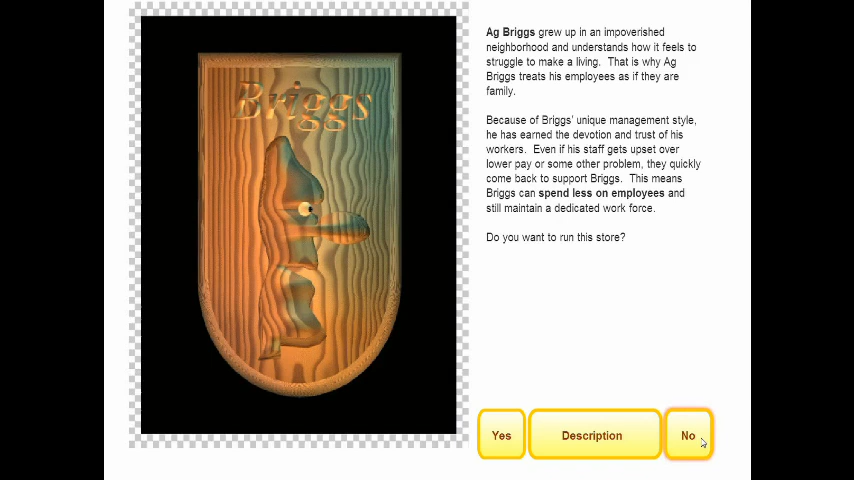 Briggs
Ag Briggs grew up in an impoverished
neighborhood and understands how it feels to
struggle to make a living. That is why Ag
Briggs treats his employees as if they are
family.
Because of Briggs' unique management style,
he has earned the devotion and trust of his
workers. Even if his staff gets upset over
lower pay or some other problem, they quickly
come back to support Briggs. This means
Briggs can spend less on employees and
still maintain a dedicated work force.
Do you want to run this store?
Yes
Description
No